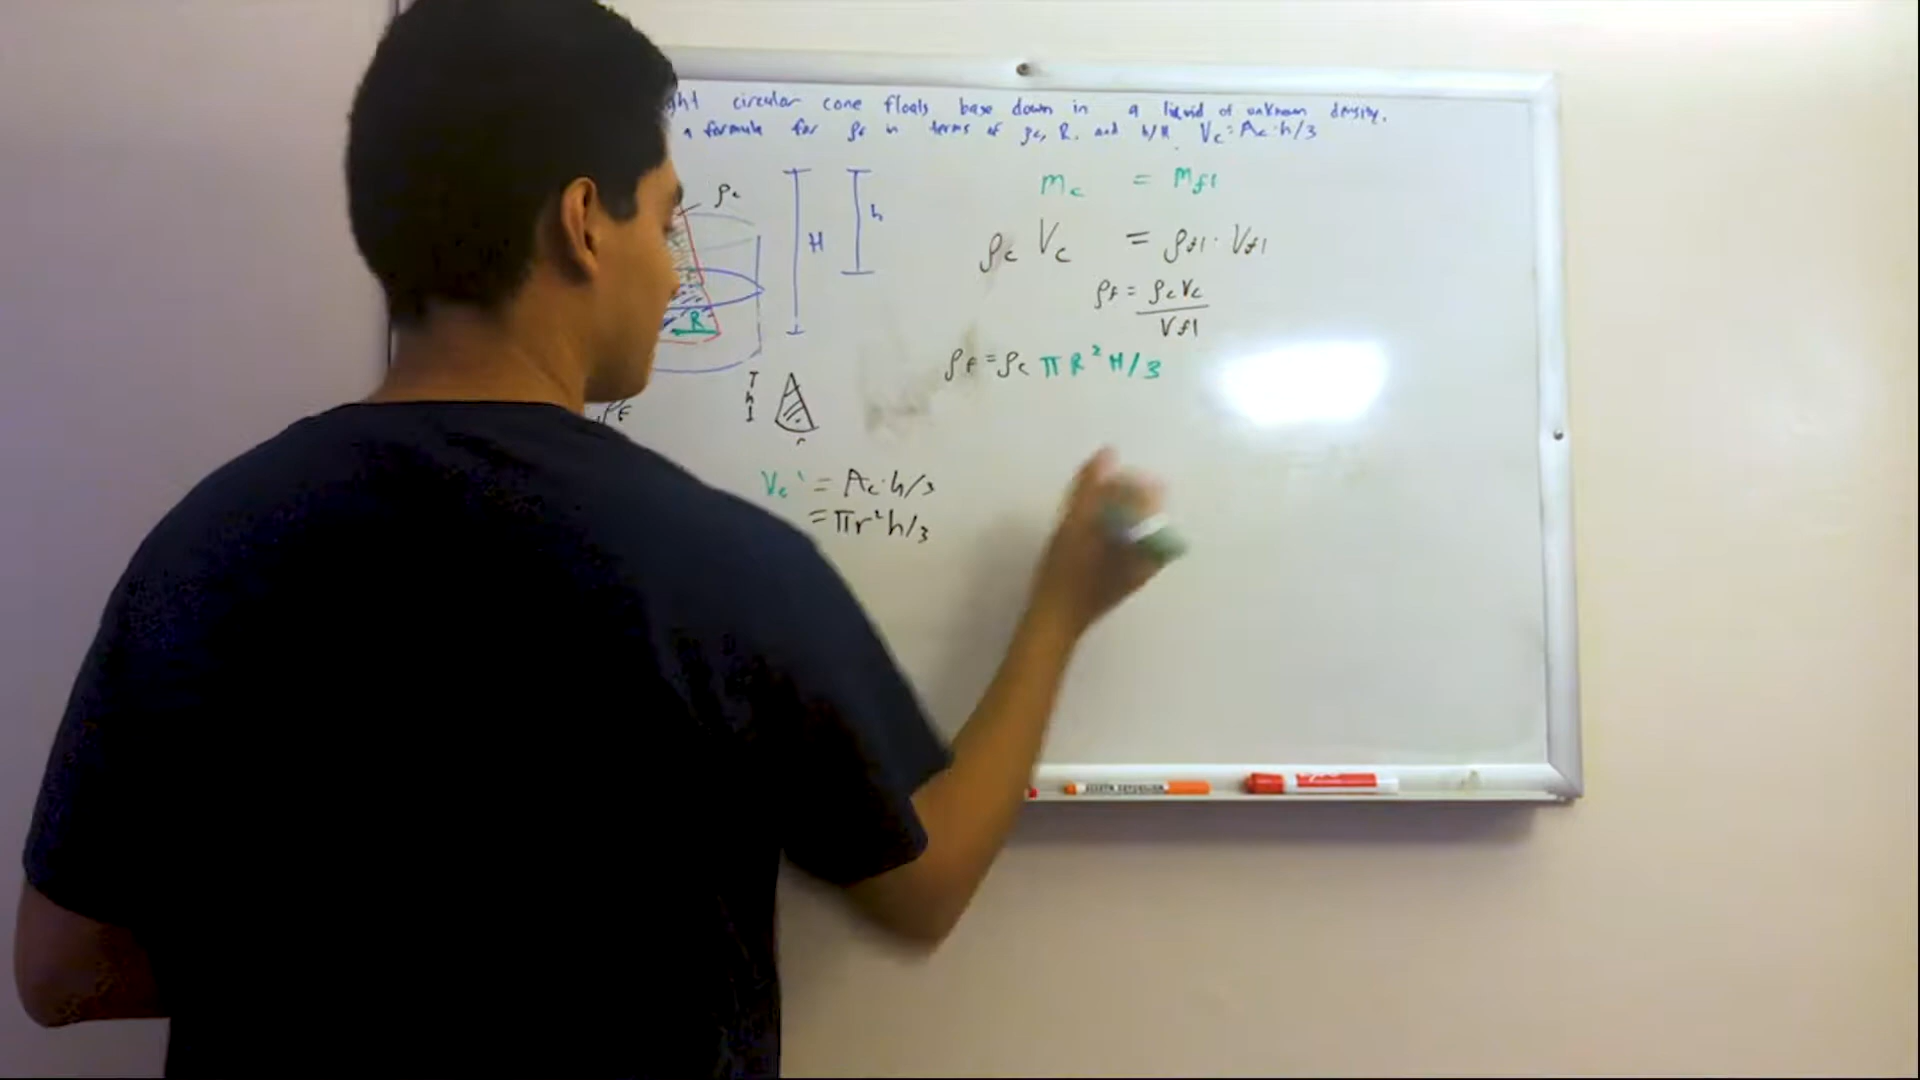 ght circular cone floats base down in a liquid of unknown density.
a formula for ρf in terms of ρc, R, and h/H. Vc = Ac·h/3
mc = mfl
ρc
h
H
ρc Vc = ρfl · Vfl
ρf = ρcVc
Vfl
R
ρf = ρc πR²H/3
h
ρf
r
Vc' = Ac·h/3
= πr²h/3